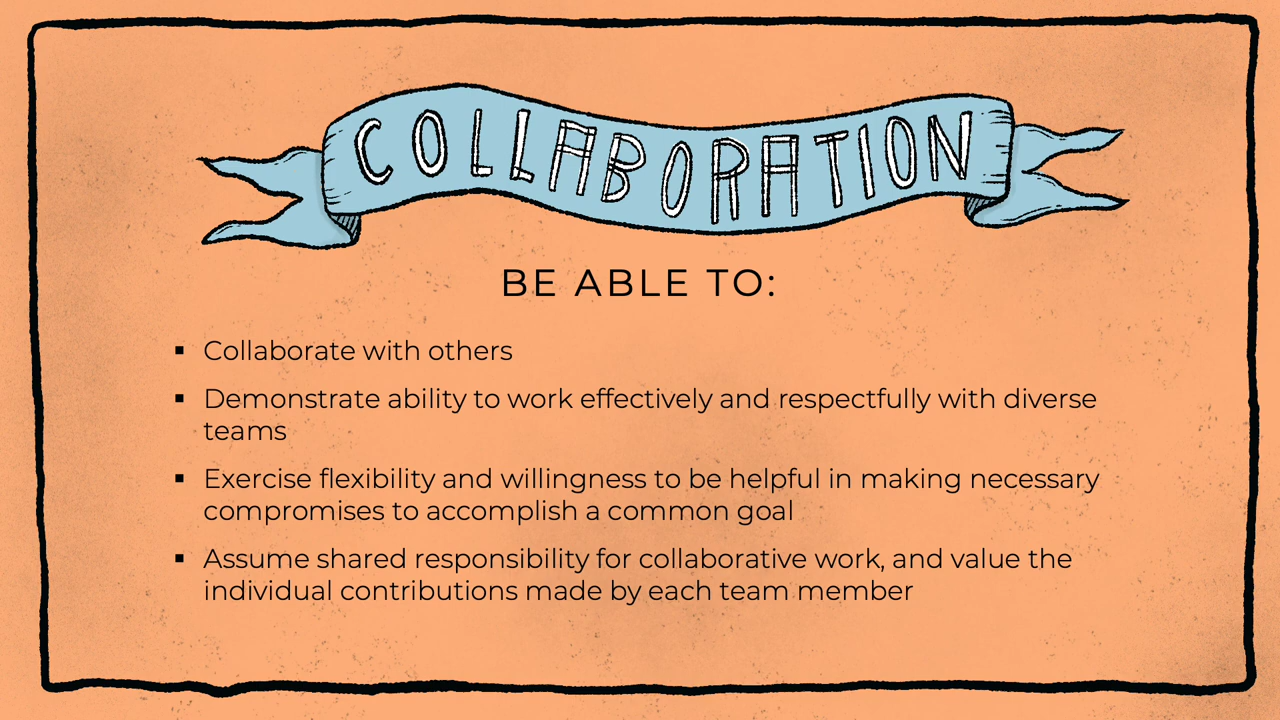 COLLABORATION
BE ABLE TO:
▪ Collaborate with others
▪ Demonstrate ability to work effectively and respectfully with diverse
teams
▪ Exercise flexibility and willingness to be helpful in making necessary
compromises to accomplish a common goal
▪ Assume shared responsibility for collaborative work, and value the
individual contributions made by each team member